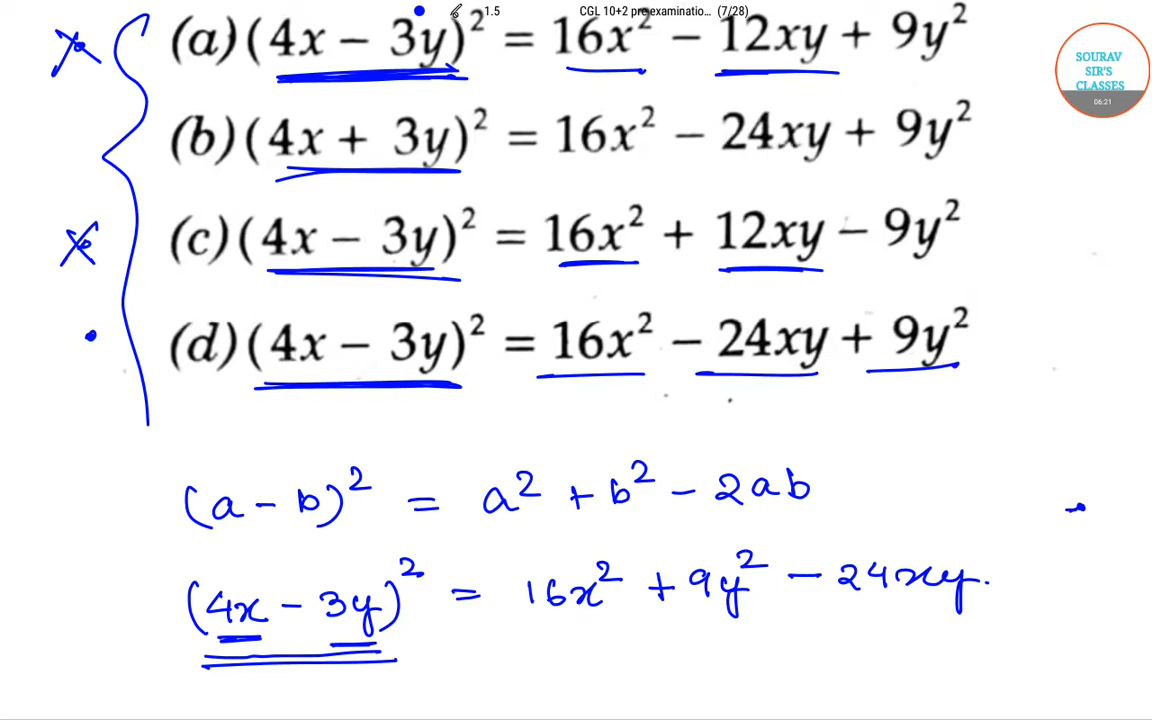 1.5 CGL 10+2 pre-examinatio... (7/28)
(a)(4x − 3y)² = 16x² − 12xy + 9y²
SOURAV
SIR'S
CLASSES
06:21
(b)(4x + 3y)² = 16x² − 24xy + 9y²
(c)(4x − 3y)² = 16x² + 12xy − 9y²
(d)(4x − 3y)² = 16x² − 24xy + 9y²
(a − b)² = a² + b² − 2ab
(4x − 3y)² = 16x² + 9y² − 24xy.